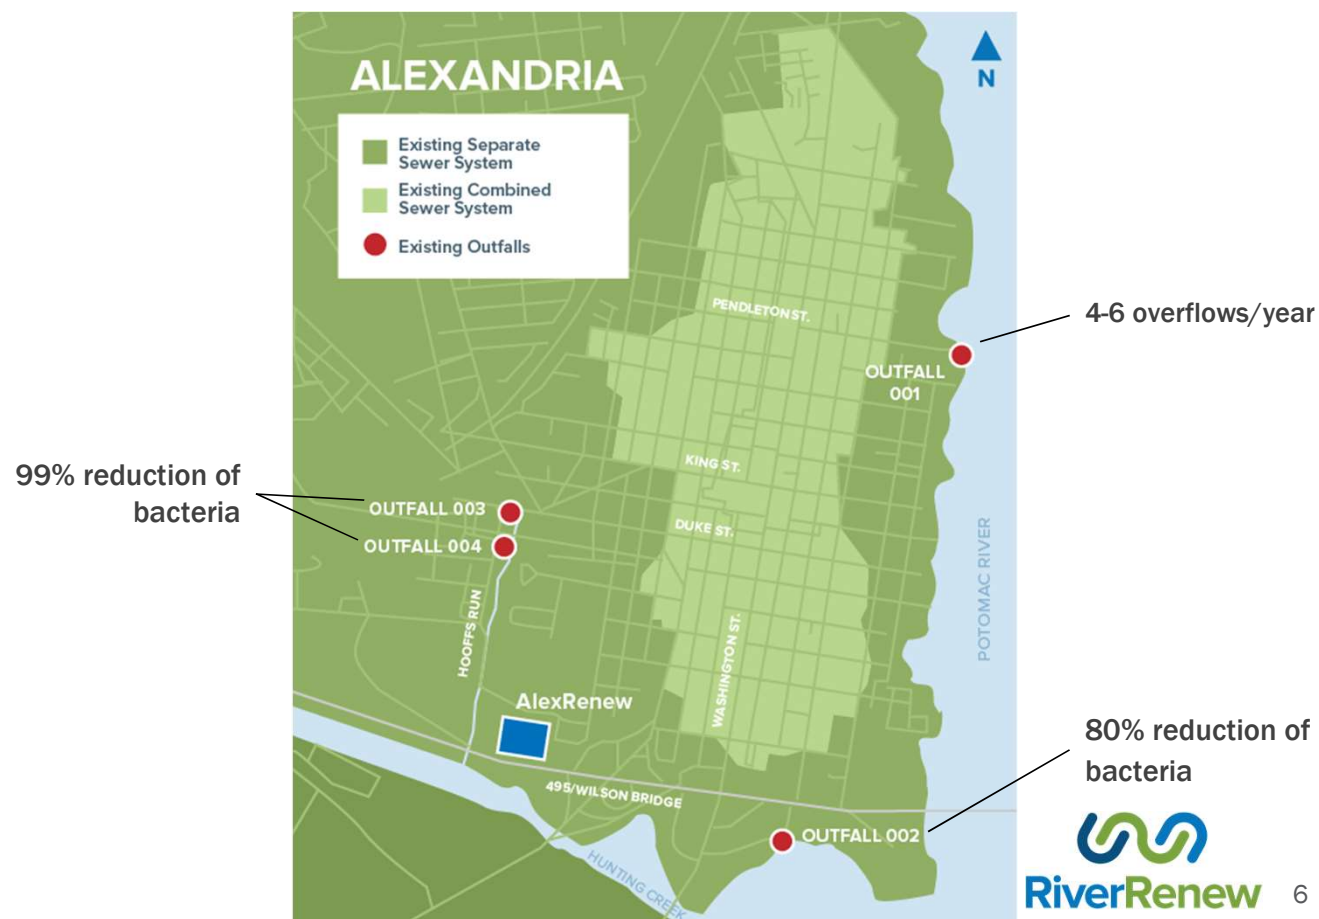 ALEXANDRIA
N
Existing Separate
Sewer System
Existing Combined
Sewer System
Existing Outfalls
PENDLETON ST.
4-6 overflows/year
OUTFALL
001
KING ST.
99% reduction of
bacteria
OUTFALL 003
DUKE ST.
OUTFALL 004
POTOMAC RIVER
HOOFFS RUN
WASHINGTON ST.
AlexRenew
80% reduction of
bacteria
495/WILSON BRIDGE
OUTFALL 002
HUNTING CREEK
RiverRenew
6